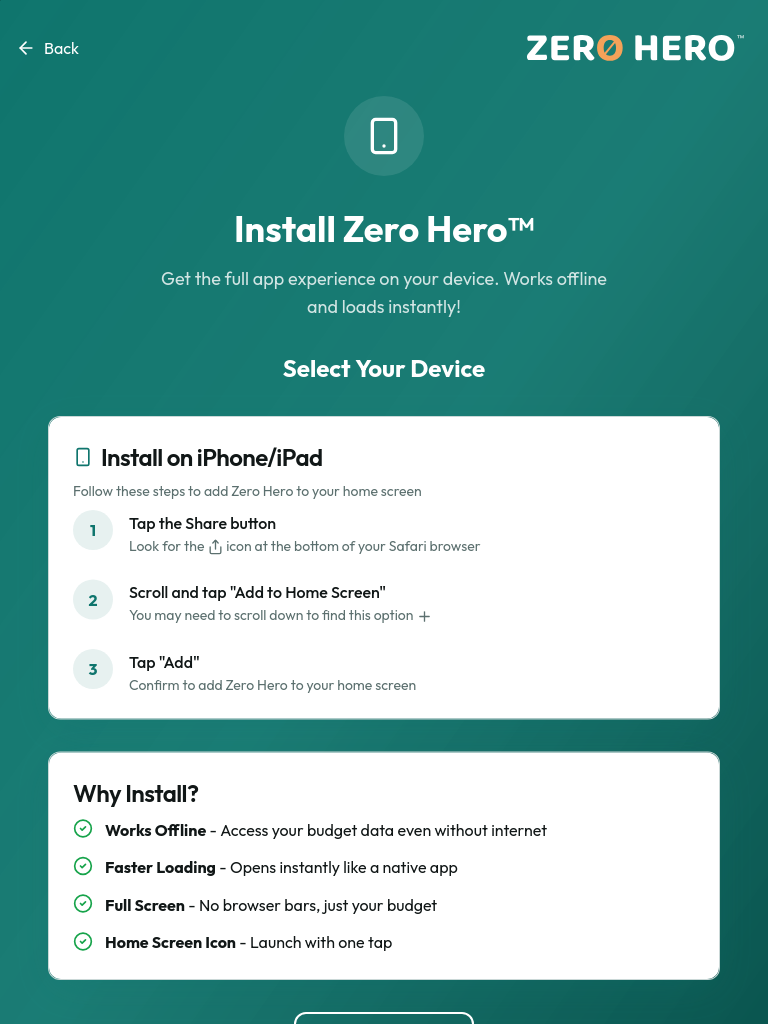 Back
ZERO HERO™
Install Zero Hero™
Get the full app experience on your device. Works offline
and loads instantly!
Select Your Device
Install on iPhone/iPad
Follow these steps to add Zero Hero to your home screen
1
Tap the Share button
Look for the icon at the bottom of your Safari browser
2
Scroll and tap "Add to Home Screen"
You may need to scroll down to find this option
3
Tap "Add"
Confirm to add Zero Hero to your home screen
Why Install?
Works Offline - Access your budget data even without internet
Faster Loading - Opens instantly like a native app
Full Screen - No browser bars, just your budget
Home Screen Icon - Launch with one tap